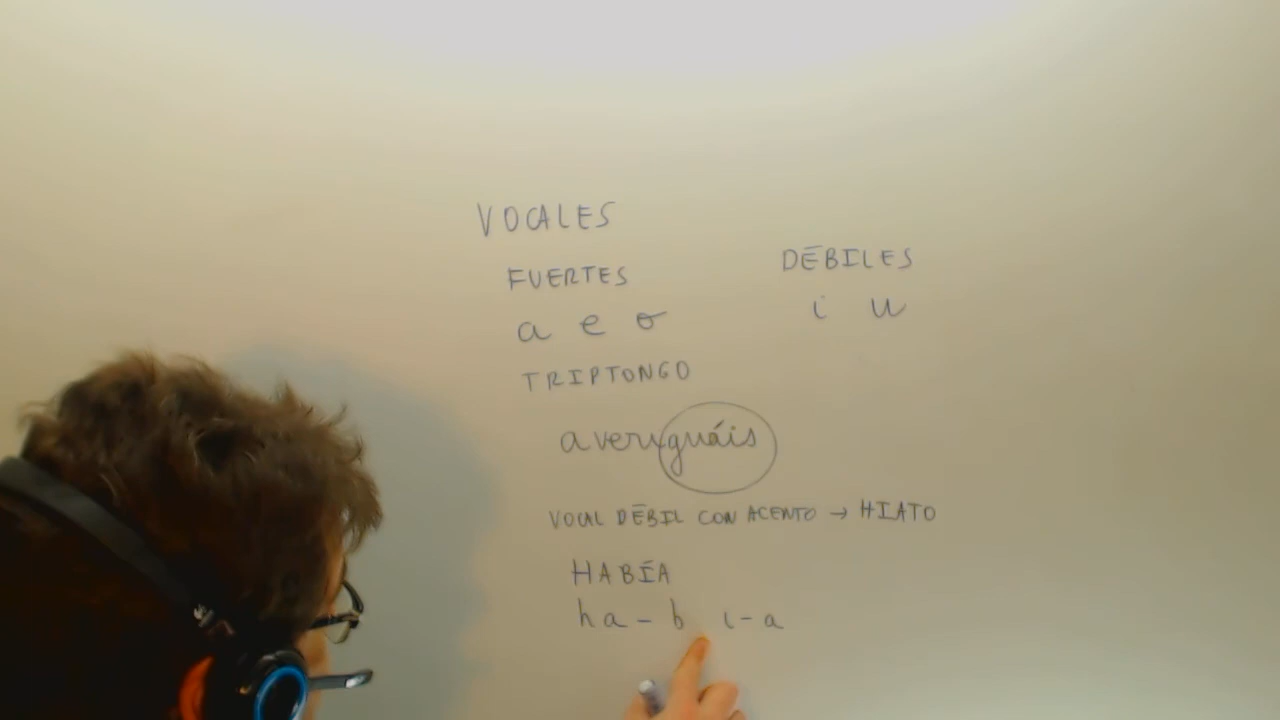 VOCALES
FUERTES DÉBILES
a e o i u
TRIPTONGO
averiguáis
VOCAL DÉBIL CON ACENTO → HIATO
HABÍA
ha - b i - a